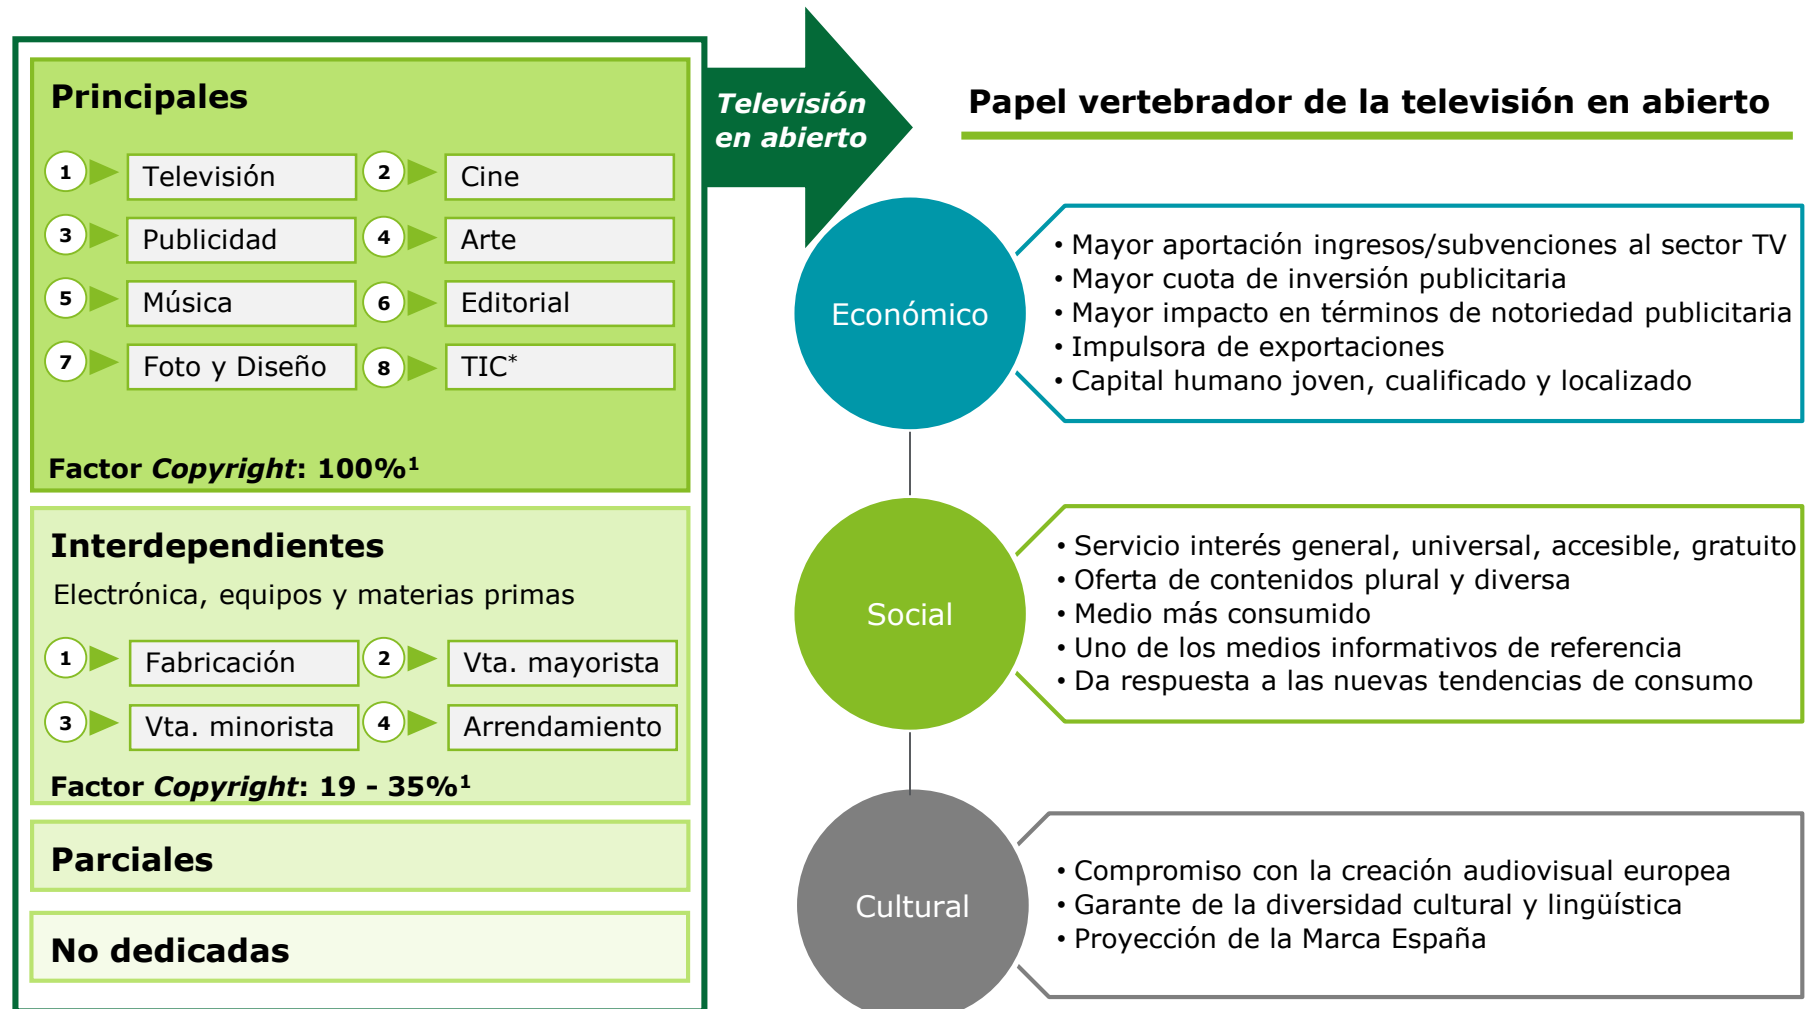 Principales
1 Televisión 2 Cine
3 Publicidad 4 Arte
5 Música 6 Editorial
7 Foto y Diseño 8 TIC*
Factor Copyright: 100%¹
Interdependientes
Electrónica, equipos y materias primas
1 Fabricación 2 Vta. mayorista
3 Vta. minorista 4 Arrendamiento
Factor Copyright: 19 - 35%¹
Parciales
No dedicadas
Televisión
en abierto
Papel vertebrador de la televisión en abierto
Económico
• Mayor aportación ingresos/subvenciones al sector TV
• Mayor cuota de inversión publicitaria
• Mayor impacto en términos de notoriedad publicitaria
• Impulsora de exportaciones
• Capital humano joven, cualificado y localizado
Social
• Servicio interés general, universal, accesible, gratuito
• Oferta de contenidos plural y diversa
• Medio más consumido
• Uno de los medios informativos de referencia
• Da respuesta a las nuevas tendencias de consumo
Cultural
• Compromiso con la creación audiovisual europea
• Garante de la diversidad cultural y lingüística
• Proyección de la Marca España